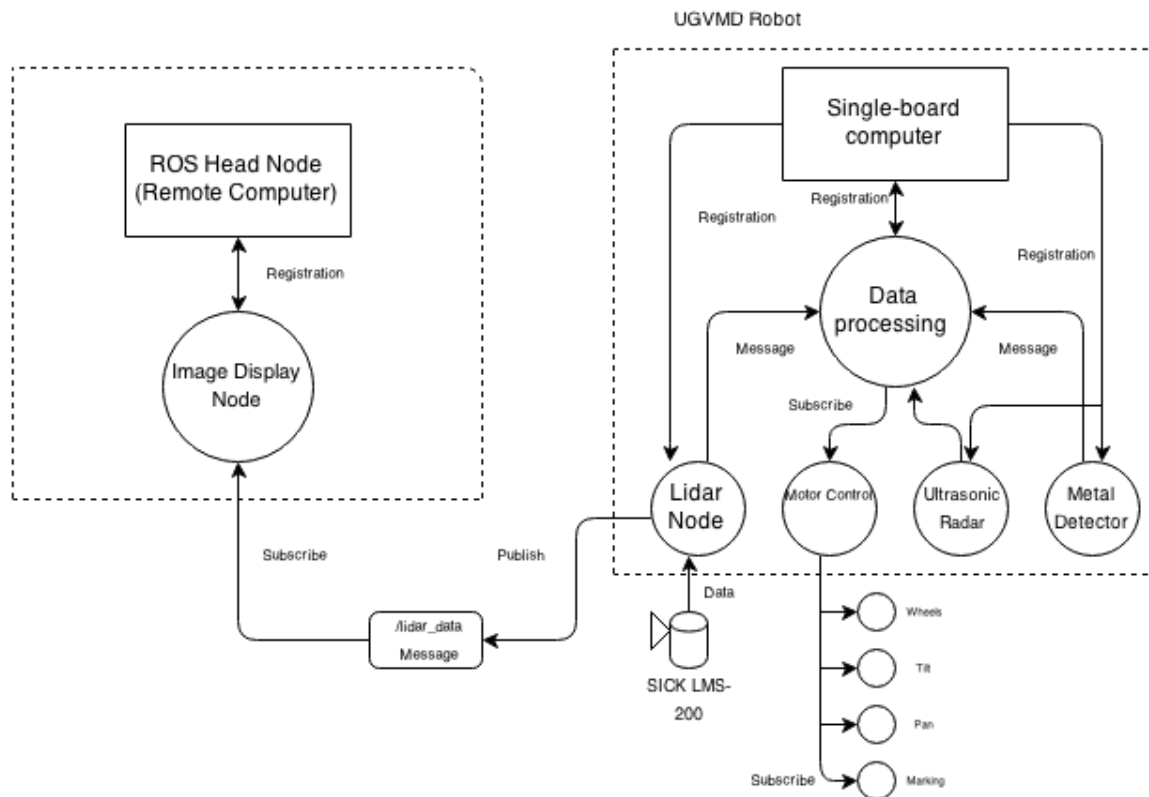 UGVMD Robot
ROS Head Node
(Remote Computer)
Registration
Image Display
Node
Subscribe
/lidar_data
Message
Publish
Single-board
computer
Registration
Registration
Registration
Data
processing
Message
Message
Subscribe
Lidar
Node
Motor Control
Ultrasonic
Radar
Metal
Detector
Data
SICK LMS-
200
Wheels
Tilt
Pan
Subscribe
Marking